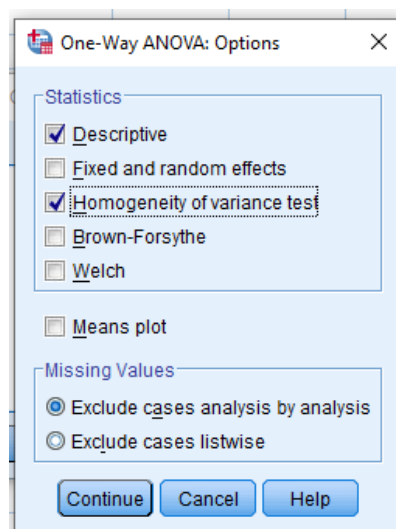 One-Way ANOVA: Options
Statistics
Descriptive
Fixed and random effects
Homogeneity of variance test
Brown-Forsythe
Welch
Means plot
Missing Values
Exclude cases analysis by analysis
Exclude cases listwise
Continue Cancel Help